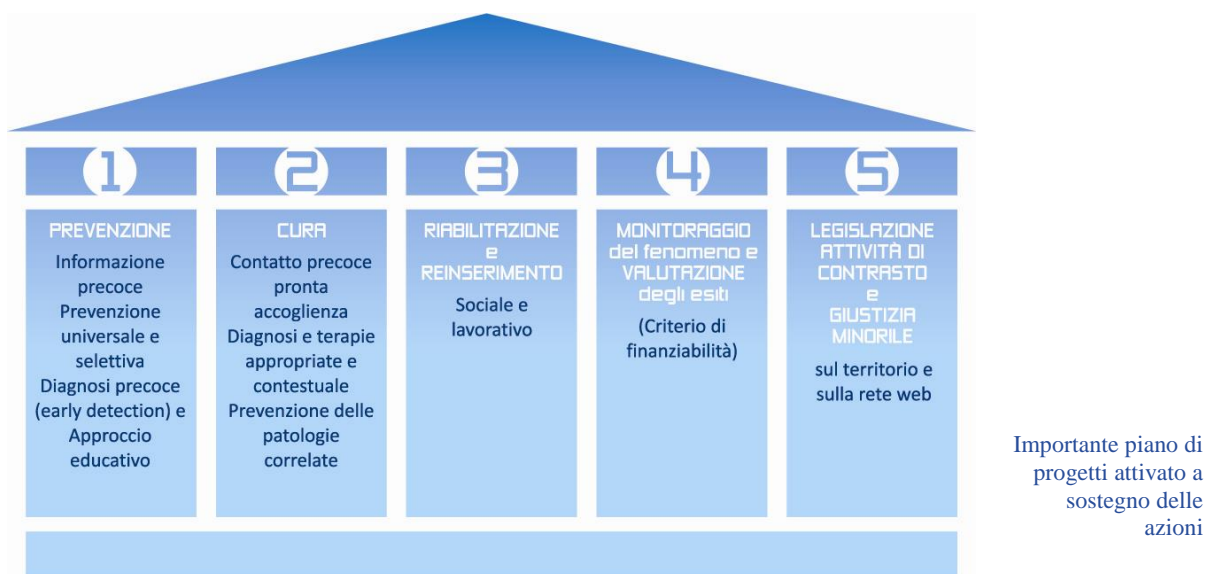 1
PREVENZIONE
Informazione
precoce
Prevenzione
universale e
selettiva
Diagnosi precoce
(early detection) e
Approccio
educativo
2
CURA
Contatto precoce
pronta
accoglienza
Diagnosi e terapie
appropriate e
contestuale
Prevenzione delle
patologie
correlate
3
RIABILITAZIONE
e
REINSERIMENTO
Sociale e
lavorativo
4
MONITORAGGIO
del fenomeno e
VALUTAZIONE
degli esiti
(Criterio di
finanziabilità)
5
LEGISLAZIONE
ATTIVITÀ DI
CONTRASTO
e
GIUSTIZIA
MINORILE
sul territorio e
sulla rete web
Importante piano di
progetti attivato a
sostegno delle
azioni